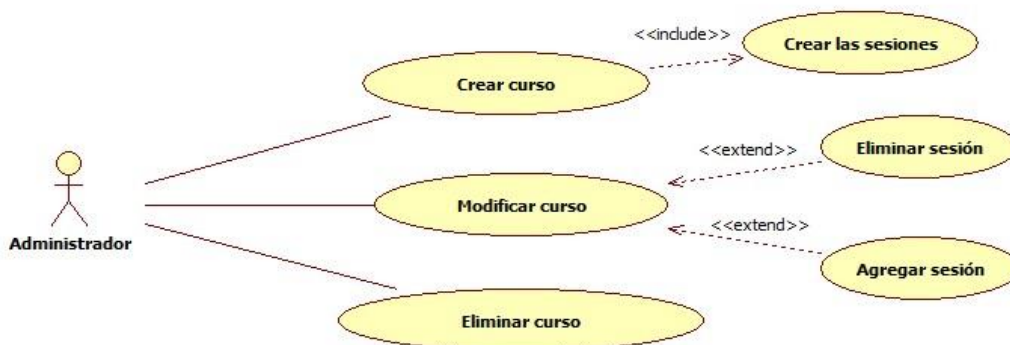 <<include>>
Crear las sesiones
Crear curso
<<extend>>
Eliminar sesión
Modificar curso
Administrador
<<extend>>
Agregar sesión
Eliminar curso